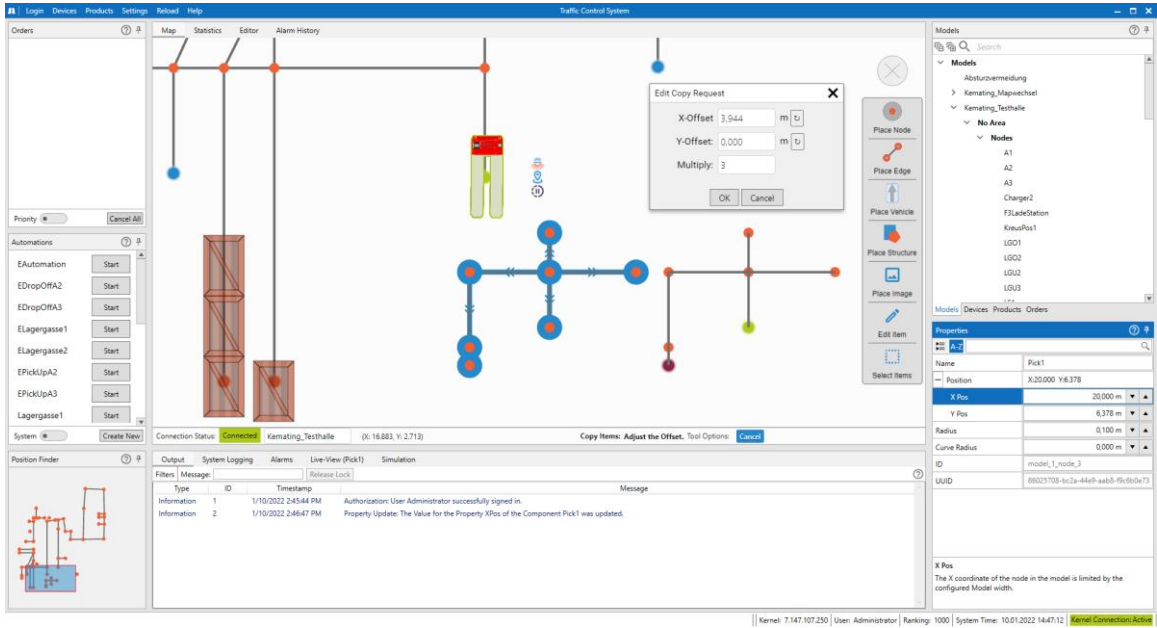 Login Devices Products Settings Reload Help
Traffic Control System
Orders
Priority
Cancel All
Automations
EAutomation Start
EDropOffA2 Start
EDropOffA3 Start
ELagergasse1 Start
ELagergasse2 Start
EPickUpA2 Start
EPickUpA3 Start
Lagergasse1 Start
System
Create New
Position Finder
Map Statistics Editor Alarm History
Edit Copy Request
X-Offset 3,944 m
Y-Offset: 0,000 m
Multiply: 3
OK Cancel
Place Node
Place Edge
Place Vehicle
Place Structure
Place Image
Edit Item
Select Items
Connection Status: Connected Kemating_Testhalle (X: 16.883, Y: 2.713) Copy Items: Adjust the Offset. Tool Options: Cancel
Output System Logging Alarms Live-View (Pick1) Simulation
Filters Message: Release Lock
Type ID Timestamp Message
Information 1 1/10/2022 2:45:44 PM Authorization: User Administrator successfully signed in.
Information 2 1/10/2022 2:46:47 PM Property Update: The Value for the Property XPos of the Component Pick1 was updated.
Models
Search
Models
Absturzvermeidung
Kemating_Mapwechsel
Kemating_Testhalle
No Area
Nodes
A1
A2
A3
Charger2
F3LadeStation
KreusPos1
LGO1
LGO2
LGU2
LGU3
Models Devices Products Orders
Properties
A-Z
Name Pick1
Position X:20.000 Y:6.378
X Pos 20,000 m
Y Pos 6,378 m
Radius 0,100 m
Curve Radius 0,000 m
ID model_1_node_3
UUID
X Pos
The X coordinate of the node in the model is limited by the
configured Model width.
Kernel: 7.147.107.250 User: Administrator Ranking: 1000 System Time: 10.01.2022 14:47:12 Kernel Connection: Active